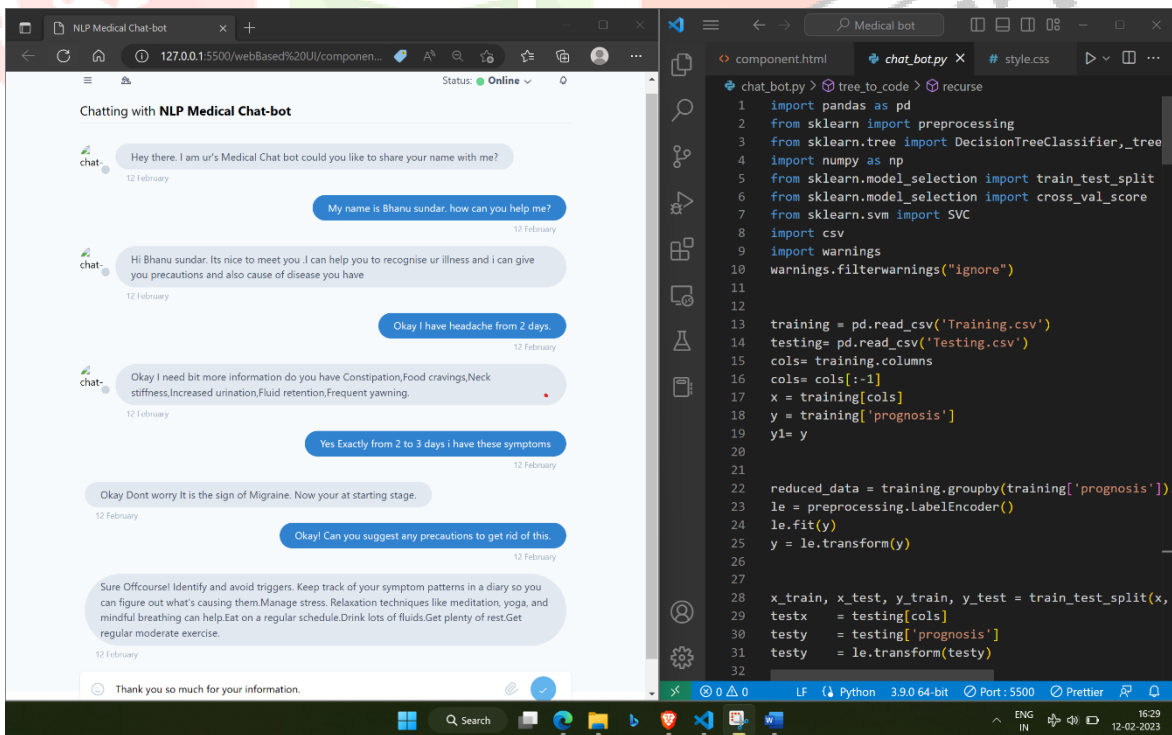 NLP Medical Chat-bot
127.0.0.1:5500/webBased%20UI/componen...
Status: Online
Chatting with NLP Medical Chat-bot
chat-
Hey there. I am ur's Medical Chat bot could you like to share your name with me?
12 February
My name is Bhanu sundar. how can you help me?
12 February
chat-
Hi Bhanu sundar. Its nice to meet you .I can help you to recognise ur illness and i can give
you precautions and also cause of disease you have
12 February
Okay I have headache from 2 days.
12 February
chat-
Okay I need bit more information do you have Constipation,Food cravings,Neck
stiffness,Increased urination,Fluid retention,Frequent yawning.
12 February
Yes Exactly from 2 to 3 days i have these symptoms
12 February
Okay Dont worry It is the sign of Migraine. Now your at starting stage.
12 February
Okay! Can you suggest any precautions to get rid of this.
12 February
Sure Offcourse! Identify and avoid triggers. Keep track of your symptom patterns in a diary so you
can figure out what's causing them.Manage stress. Relaxation techniques like meditation, yoga, and
mindful breathing can help.Eat on a regular schedule.Drink lots of fluids.Get plenty of rest.Get
regular moderate exercise.
12 February
Thank you so much for your information.
Medical bot
component.html chat_bot.py # style.css
chat_bot.py > tree_to_code > recurse
1 import pandas as pd
2 from sklearn import preprocessing
3 from sklearn.tree import DecisionTreeClassifier,_tree
4 import numpy as np
5 from sklearn.model_selection import train_test_split
6 from sklearn.model_selection import cross_val_score
7 from sklearn.svm import SVC
8 import csv
9 import warnings
10 warnings.filterwarnings("ignore")
11
12
13 training = pd.read_csv('Training.csv')
14 testing= pd.read_csv('Testing.csv')
15 cols= training.columns
16 cols= cols[:-1]
17 x = training[cols]
18 y = training['prognosis']
19 y1= y
20
21
22 reduced_data = training.groupby(training['prognosis'])
23 le = preprocessing.LabelEncoder()
24 le.fit(y)
25 y = le.transform(y)
26
27
28 x_train, x_test, y_train, y_test = train_test_split(x,
29 testx = testing[cols]
30 testy = testing['prognosis']
31 testy = le.transform(testy)
32
0 0 LF Python 3.9.0 64-bit Port : 5500 Prettier
Search
ENG
IN
16:29
12-02-2023